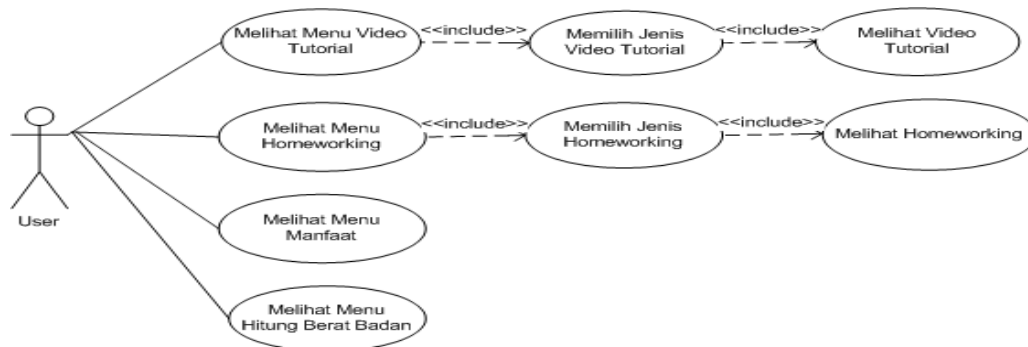 Melihat Menu Video
Tutorial
<<include>>
Memilih Jenis
Video Tutorial
<<include>>
Melihat Video
Tutorial
Melihat Menu
Homeworking
<<include>>
Memilih Jenis
Homeworking
<<include>>
Melihat Homeworking
User
Melihat Menu
Manfaat
Melihat Menu
Hitung Berat Badan